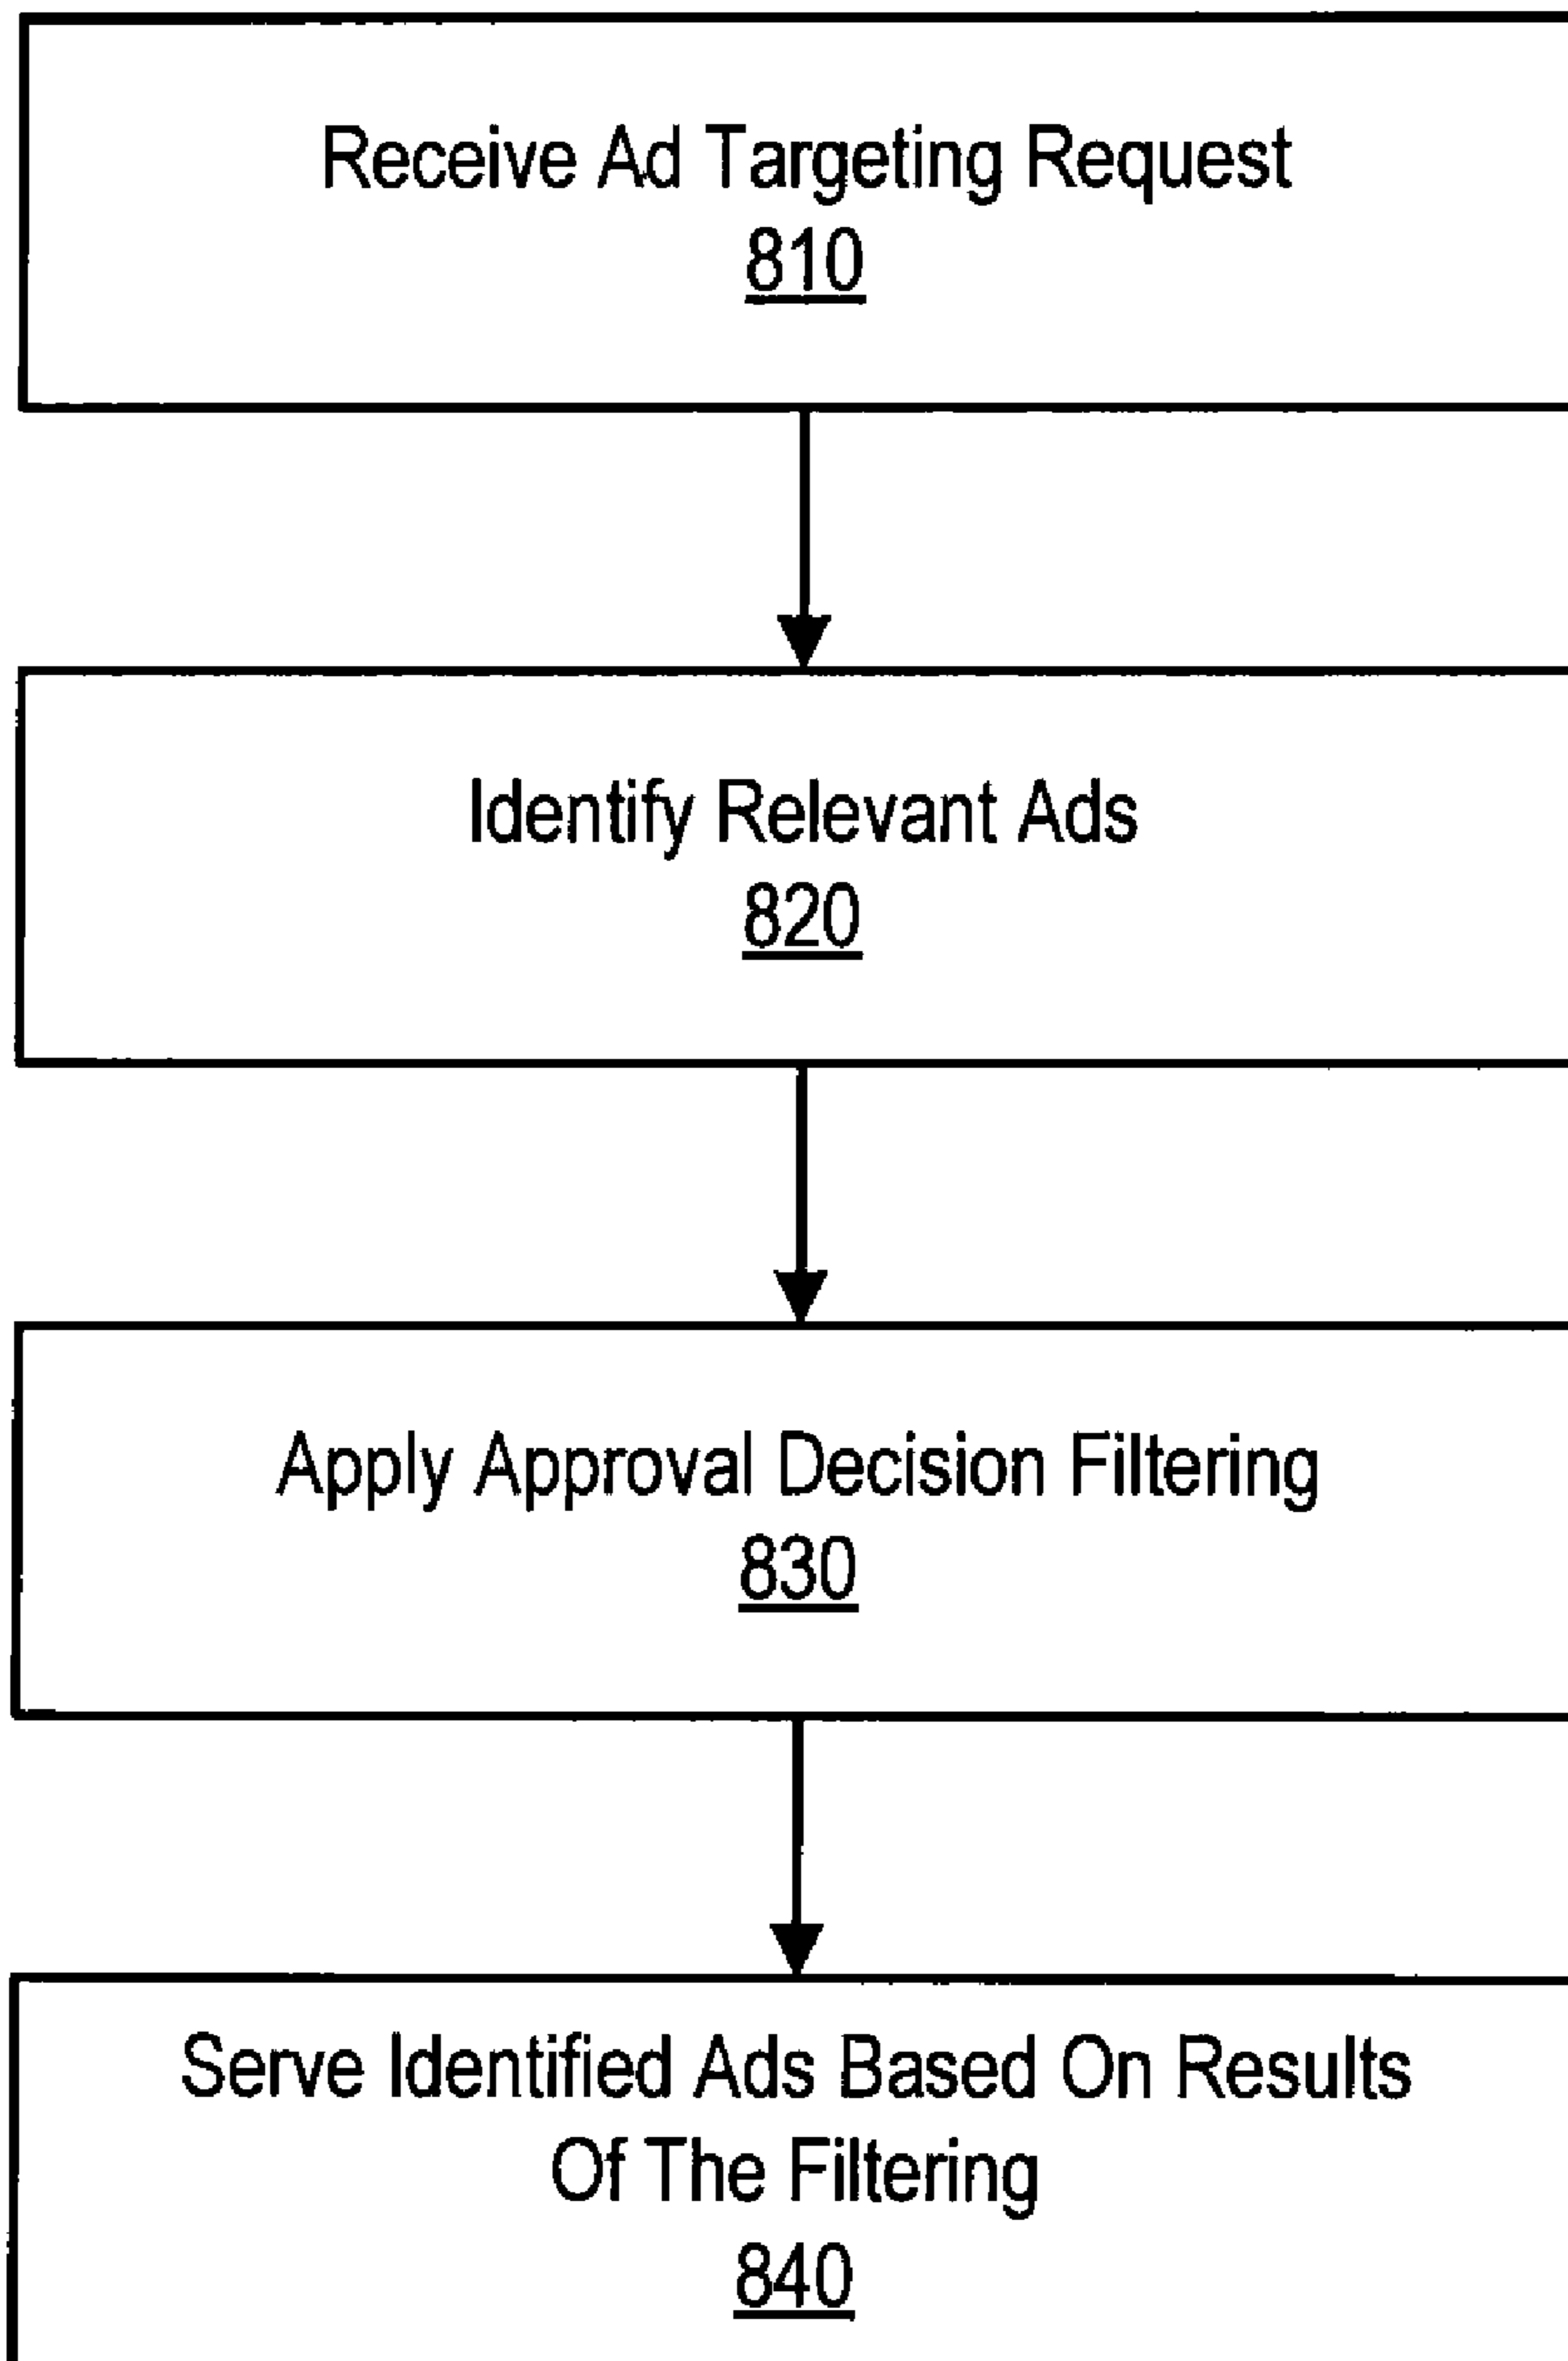 Receive Ad Targeting Request
810
Identify Relevant Ads
820
Apply Approval Decision Filtering
830
Serve Identified Ads Based On Results
Of The Filtering
840